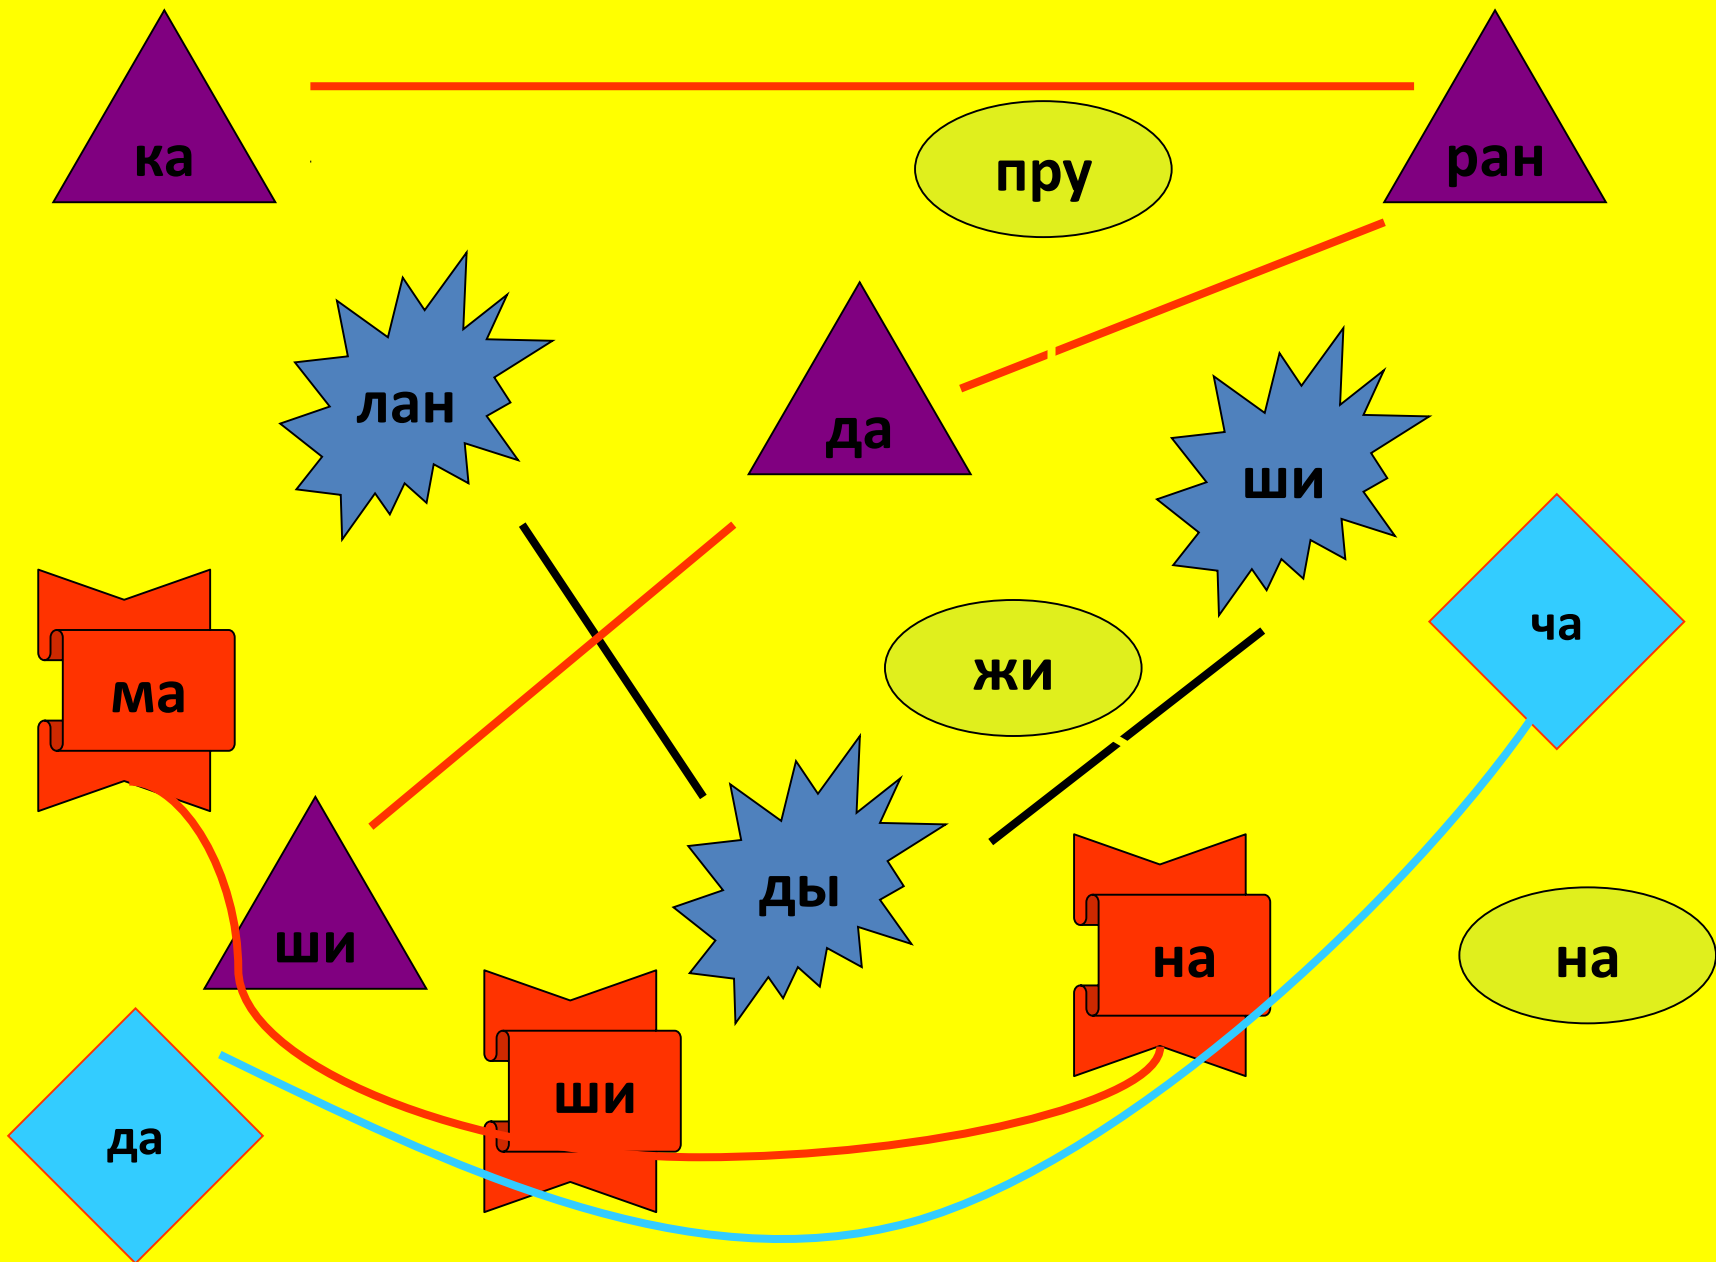 ка
пру
ран
лан
да
ши
ча
жи
ма
ды
ши
на
на
ши
да